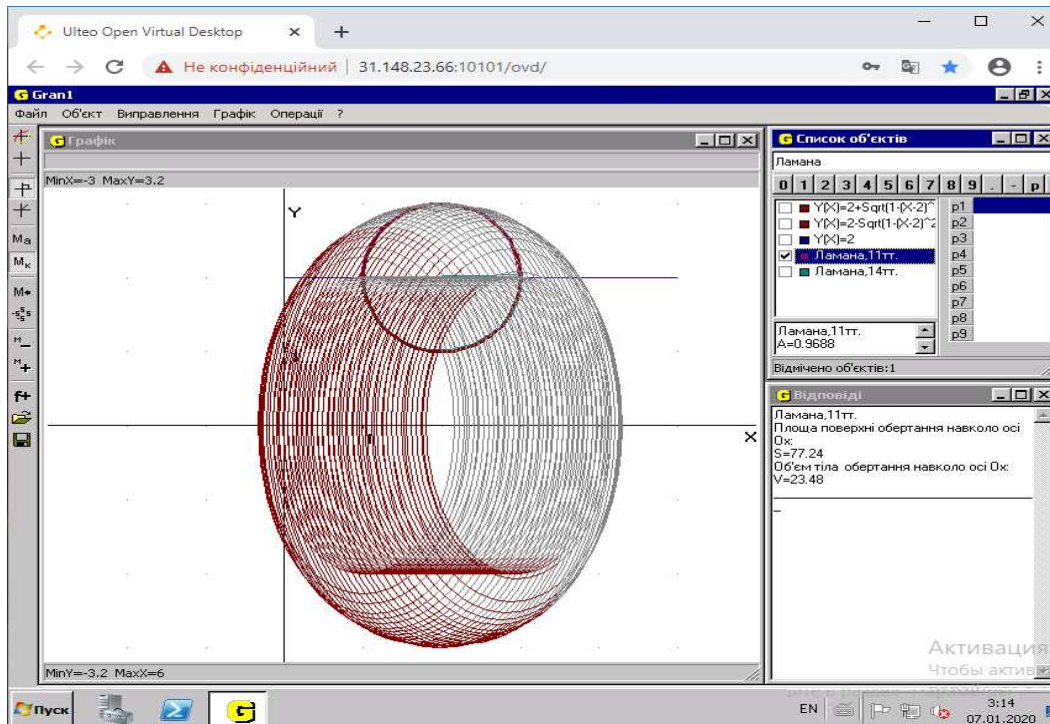 Ulteo Open Virtual Desktop
Не конфіденційний | 31.148.23.66:10101/ovd/
Gran1
Файл Об'єкт Виправлення Графік Операції ?
Графік
MinX=-3 MaxY=3.2
Y
X
1
MinY=-3.2 MaxX=6
Ma
Mк
Список об'єктів
Ламана
0 1 2 3 4 5 6 7 8 9 . - p
Y(X)=2+Sqrt(1-(X-2)^
Y(X)=2-Sqrt(1-(X-2)^2
Y(X)=2
Ламана,11тт.
Ламана,14тт.
p1
p2
p3
p4
p5
p6
p7
p8
p9
Ламана,11тт.
A=0.9688
Відмічено об'єктів:1
Відповіді
Ламана,11тт.
Площа поверхні обертання навколо осі
Ox:
S=77.24
Об'єм тіла обертання навколо осі Ox:
V=23.48
Активация
Чтобы актив
Пуск
EN
3:14
07.01.2020